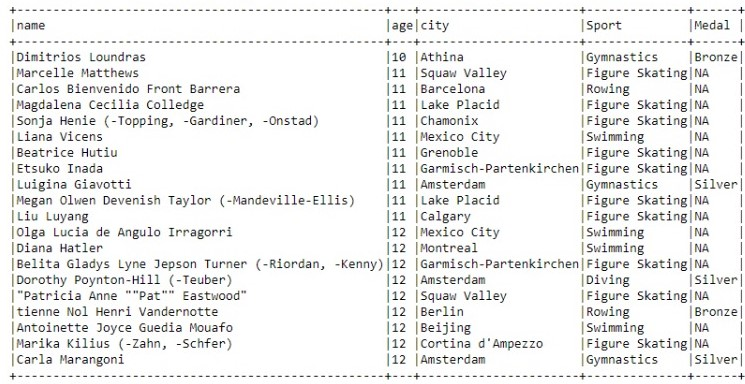 +--------------------------------------------------+---+----------------------+--------------+------+
|name                                              |age|city                  |Sport         |Medal |
+--------------------------------------------------+---+----------------------+--------------+------+
|Dimitrios Loundras                                |10 |Athina                |Gymnastics    |Bronze|
|Marcelle Matthews                                 |11 |Squaw Valley          |Figure Skating|NA    |
|Carlos Bienvenido Front Barrera                   |11 |Barcelona             |Rowing        |NA    |
|Magdalena Cecilia Colledge                        |11 |Lake Placid           |Figure Skating|NA    |
|Sonja Henie (-Topping, -Gardiner, -Onstad)        |11 |Chamonix              |Figure Skating|NA    |
|Liana Vicens                                      |11 |Mexico City           |Swimming      |NA    |
|Beatrice Hutiu                                    |11 |Grenoble              |Figure Skating|NA    |
|Etsuko Inada                                      |11 |Garmisch-Partenkirchen|Figure Skating|NA    |
|Luigina Giavotti                                  |11 |Amsterdam             |Gymnastics    |Silver|
|Megan Olwen Devenish Taylor (-Mandeville-Ellis)   |11 |Lake Placid           |Figure Skating|NA    |
|Liu Luyang                                        |11 |Calgary               |Figure Skating|NA    |
|Olga Lucia de Angulo Irragorri                    |12 |Mexico City           |Swimming      |NA    |
|Diana Hatler                                      |12 |Montreal              |Swimming      |NA    |
|Belita Gladys Lyne Jepson Turner (-Riordan, -Kenny)|12 |Garmisch-Partenkirchen|Figure Skating|NA    |
|Dorothy Poynton-Hill (-Teuber)                    |12 |Amsterdam             |Diving        |Silver|
|"Patricia Anne ""Pat"" Eastwood"                  |12 |Squaw Valley          |Figure Skating|NA    |
|tienne Nol Henri Vandernotte                      |12 |Berlin                |Rowing        |Bronze|
|Antoinette Joyce Guedia Mouafo                    |12 |Beijing               |Swimming      |NA    |
|Marika Kilius (-Zahn, -Schfer)                    |12 |Cortina d'Ampezzo     |Figure Skating|NA    |
|Carla Marangoni                                   |12 |Amsterdam             |Gymnastics    |Silver|
+--------------------------------------------------+---+----------------------+--------------+------+